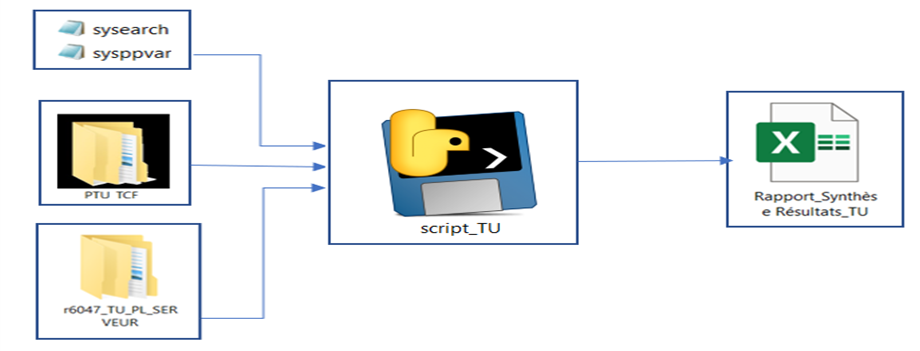 sysearch
sysppvar
PTU_TCF
r6047_TU_PL_SER
VEUR
script_TU
X
Rapport_Synthès
e Résultats_TU